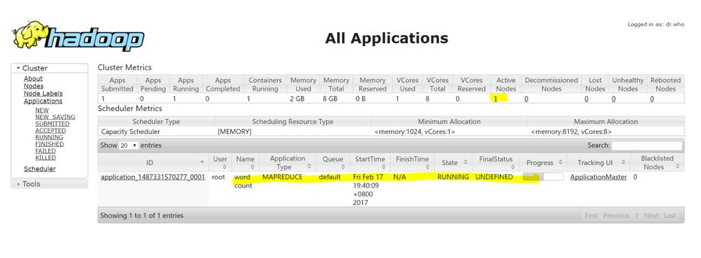 Logged in as: dr.who
hadoop
All Applications
Cluster
About
Nodes
Node Labels
Applications
NEW
NEW_SAVING
SUBMITTED
ACCEPTED
RUNNING
FINISHED
FAILED
KILLED
Scheduler
Tools
Cluster Metrics
Apps Submitted Apps Pending Apps Running Apps Completed Containers Running Memory Used Memory Total Memory Reserved VCores Used VCores Total VCores Reserved Active Nodes Decommissioned Nodes Lost Nodes Unhealthy Nodes Rebooted Nodes
1 0 1 0 1 2 GB 8 GB 0 B 1 8 0 1 0 0 0 0
Scheduler Metrics
Scheduler Type Scheduling Resource Type Minimum Allocation Maximum Allocation
Capacity Scheduler [MEMORY] <memory:1024, vCores:1> <memory:8192, vCores:8>
Show 20 entries Search:
ID User Name Application Type Queue StartTime FinishTime State FinalStatus Progress Tracking UI Blacklisted Nodes
application_1487331570277_0001 root word MAPREDUCE default Fri Feb 17 N/A RUNNING UNDEFINED ApplicationMaster 0
count 19:40:09
+0800
2017
Showing 1 to 1 of 1 entries First Previous 1 Next Last